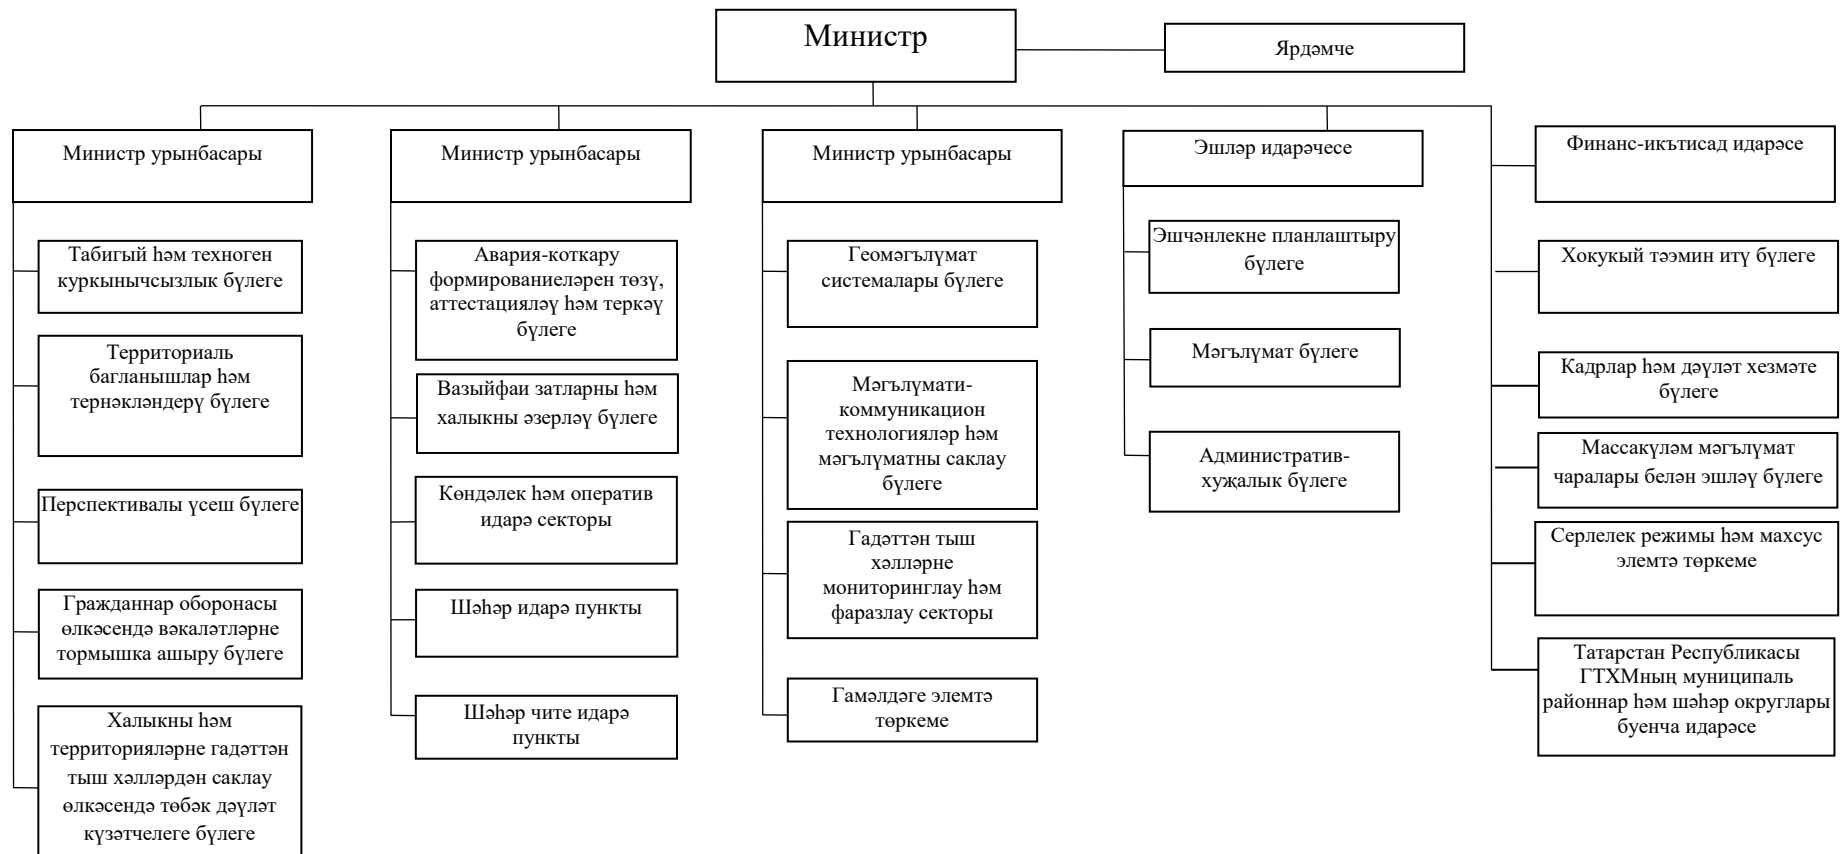 Министр
Ярдәмче
Министр урынбасары
Табигый һәм техноген
куркынычсызлык бүлеге
Территориаль
багланышлар һәм
тернәкләндерү бүлеге
Перспективалы үсеш бүлеге
Гражданнар оборонасы
өлкәсендә вәкаләтләрне
тормышка ашыру бүлеге
Халыкны һәм
территорияләрне гадәттән
тыш хәлләрдән саклау
өлкәсендә төбәк дәүләт
күзәтчелеге бүлеге
Министр урынбасары
Авария-коткару
формированиеләрен төзү,
аттестацияләү һәм теркәү
бүлеге
Вазыйфаи затларны һәм
халыкны әзерләү бүлеге
Көндәлек һәм оператив
идарә секторы
Шәһәр идарә пункты
Шәһәр чите идарә
пункты
Министр урынбасары
Геомәгълүмат
системалары бүлеге
Мәгълүмати-
коммуникацион
технологияләр һәм
мәгълүматны саклау
бүлеге
Гадәттән тыш
хәлләрне
мониторинглау һәм
фаразлау секторы
Гамәлдәге элемтә
төркеме
Эшләр идарәчесе
Эшчәнлекне планлаштыру
бүлеге
Мәгълүмат бүлеге
Административ-
хуҗалык бүлеге
Финанс-икътисад идарәсе
Хокукый тәэмин итү бүлеге
Кадрлар һәм дәүләт хезмәте
бүлеге
Массакүләм мәгълүмат
чаралары белән эшләү бүлеге
Серлелек режимы һәм махсус
элемтә төркеме
Татарстан Республикасы
ГТХМның муниципаль
районнар һәм шәһәр округлары
буенча идарәсе